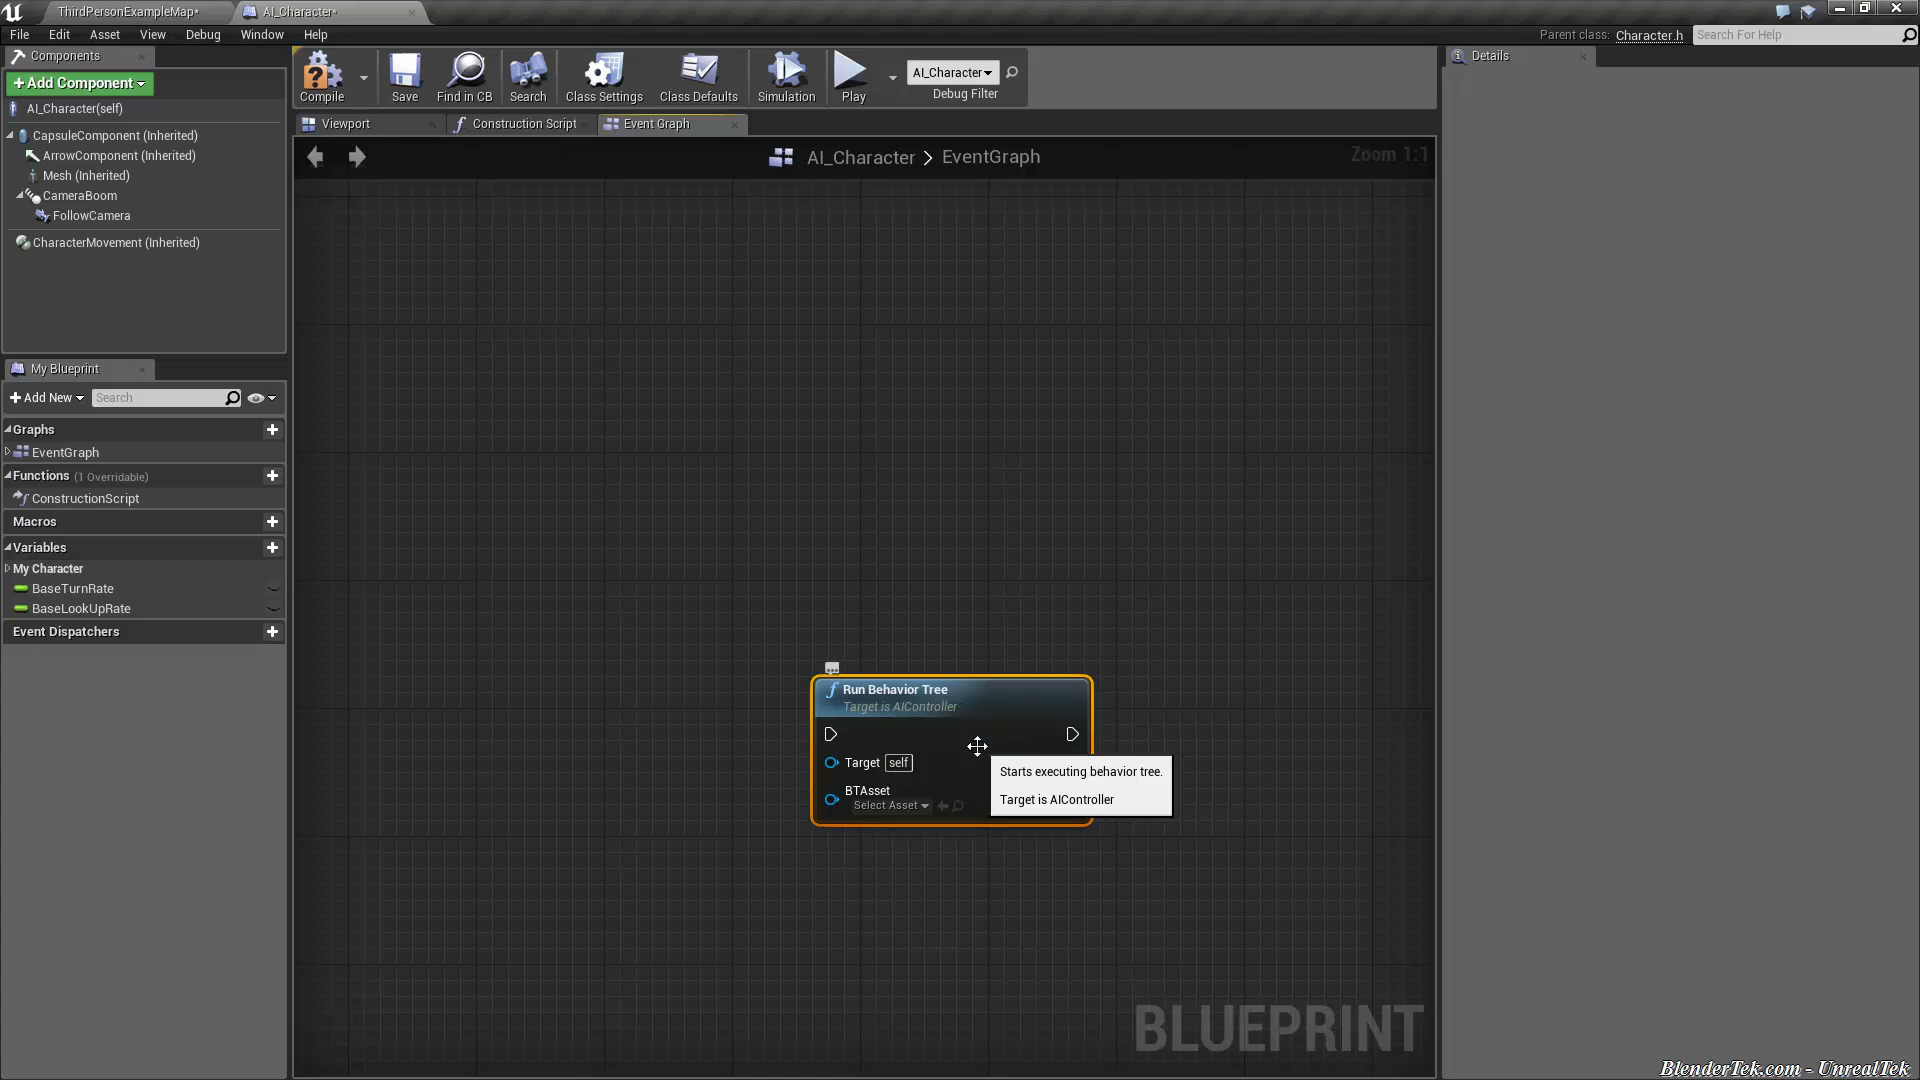 ThirdPersonExampleMap*
AI_Character*
File Edit Asset View Debug Window Help
Parent class: Character.h
Search For Help
Components
+Add Component
AI_Character(self)
CapsuleComponent (Inherited)
ArrowComponent (Inherited)
Mesh (Inherited)
CameraBoom
FollowCamera
CharacterMovement (Inherited)
Compile
Save
Find in CB
Search
Class Settings
Class Defaults
Simulation
Play
AI_Character
Debug Filter
Details
Viewport
Construction Script
Event Graph
AI_Character > EventGraph
Zoom 1:1
My Blueprint
+Add New
Search
Graphs
EventGraph
Functions (1 Overridable)
ConstructionScript
Macros
Variables
My Character
BaseTurnRate
BaseLookUpRate
Event Dispatchers
Run Behavior Tree
Target is AIController
Target self
BTAsset
Select Asset
Starts executing behavior tree.
Target is AIController
BLUEPRINT
BlenderTek.com - UnrealTek